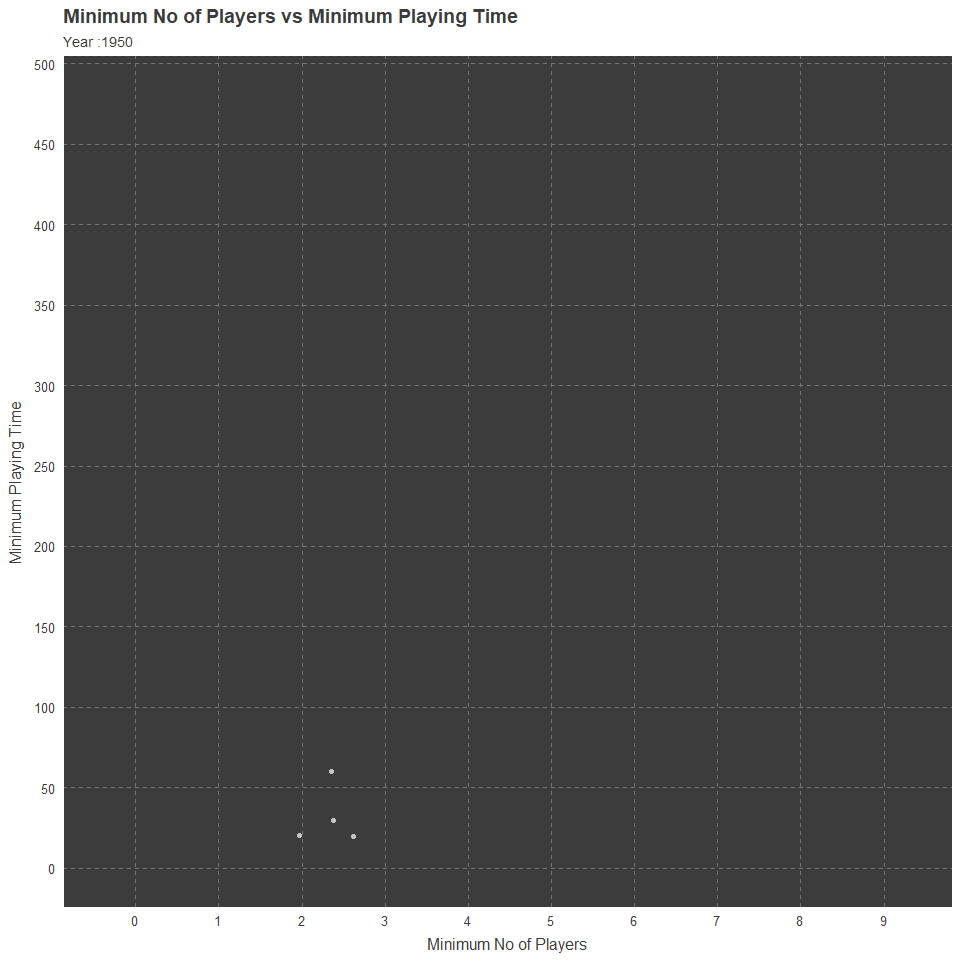 Minimum No of Players vs Minimum Playing Time
Year :1950
500
450
400
350
300
250
200
150
100
50
0
Minimum Playing Time
0 1 2 3 4 5 6 7 8 9
Minimum No of Players